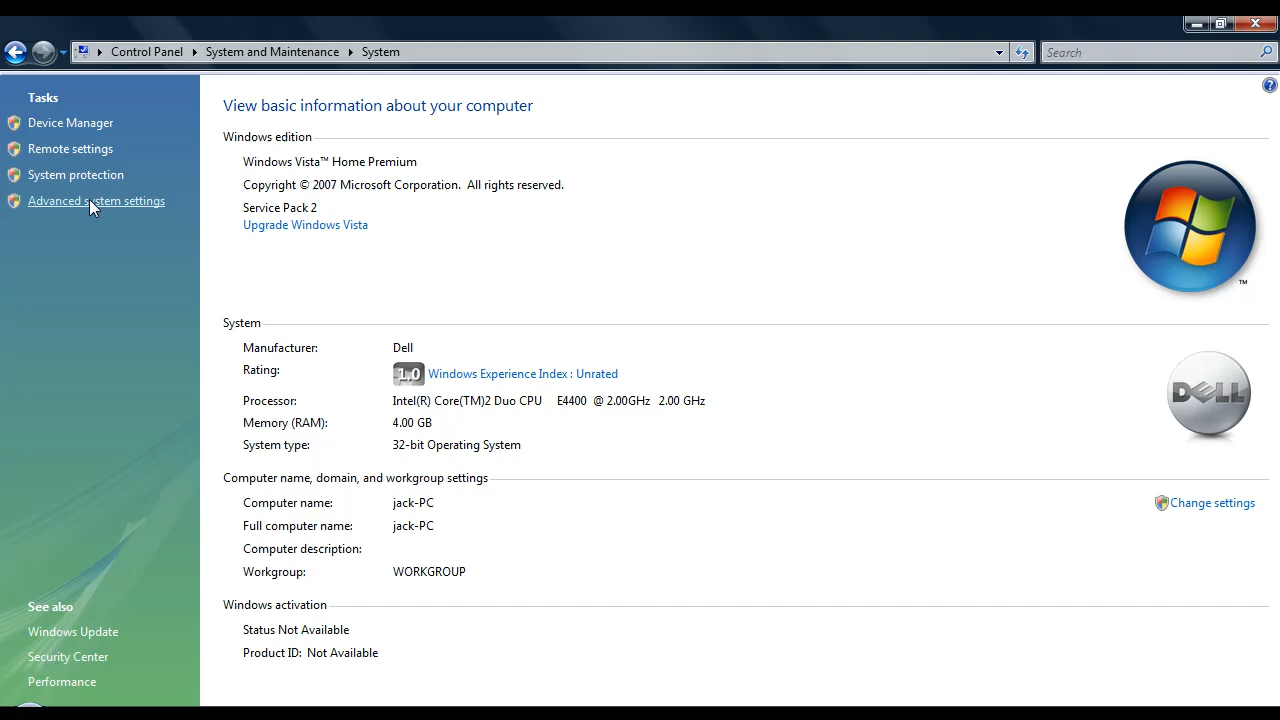 Control Panel System and Maintenance System
Search
Tasks
Device Manager
Remote settings
System protection
Advanced system settings
View basic information about your computer
Windows edition
Windows Vista™ Home Premium
Copyright © 2007 Microsoft Corporation. All rights reserved.
Service Pack 2
Upgrade Windows Vista
TM
System
Manufacturer: Dell
Rating: 1,0 Windows Experience Index : Unrated
Processor: Intel(R) Core(TM)2 Duo CPU E4400 @ 2.00GHz 2.00 GHz
Memory (RAM): 4.00 GB
System type: 32-bit Operating System
DELL
Computer name, domain, and workgroup settings
Computer name: jack-PC
Change settings
Full computer name: jack-PC
Computer description:
Workgroup: WORKGROUP
Windows activation
Status Not Available
Product ID: Not Available
See also
Windows Update
Security Center
Performance